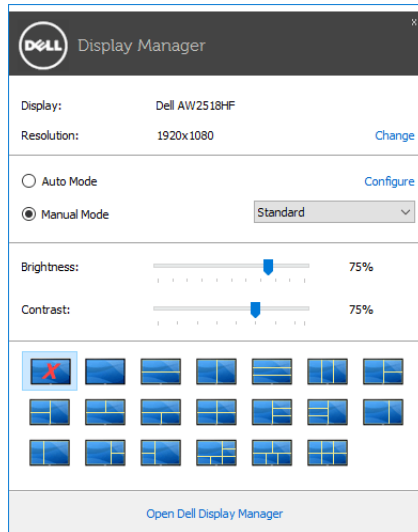 x
DELL Display Manager
Display: Dell AW2518HF
Resolution: 1920x1080 Change
Auto Mode Configure
Manual Mode Standard
Brightness: 75%
Contrast: 75%
X
Open Dell Display Manager